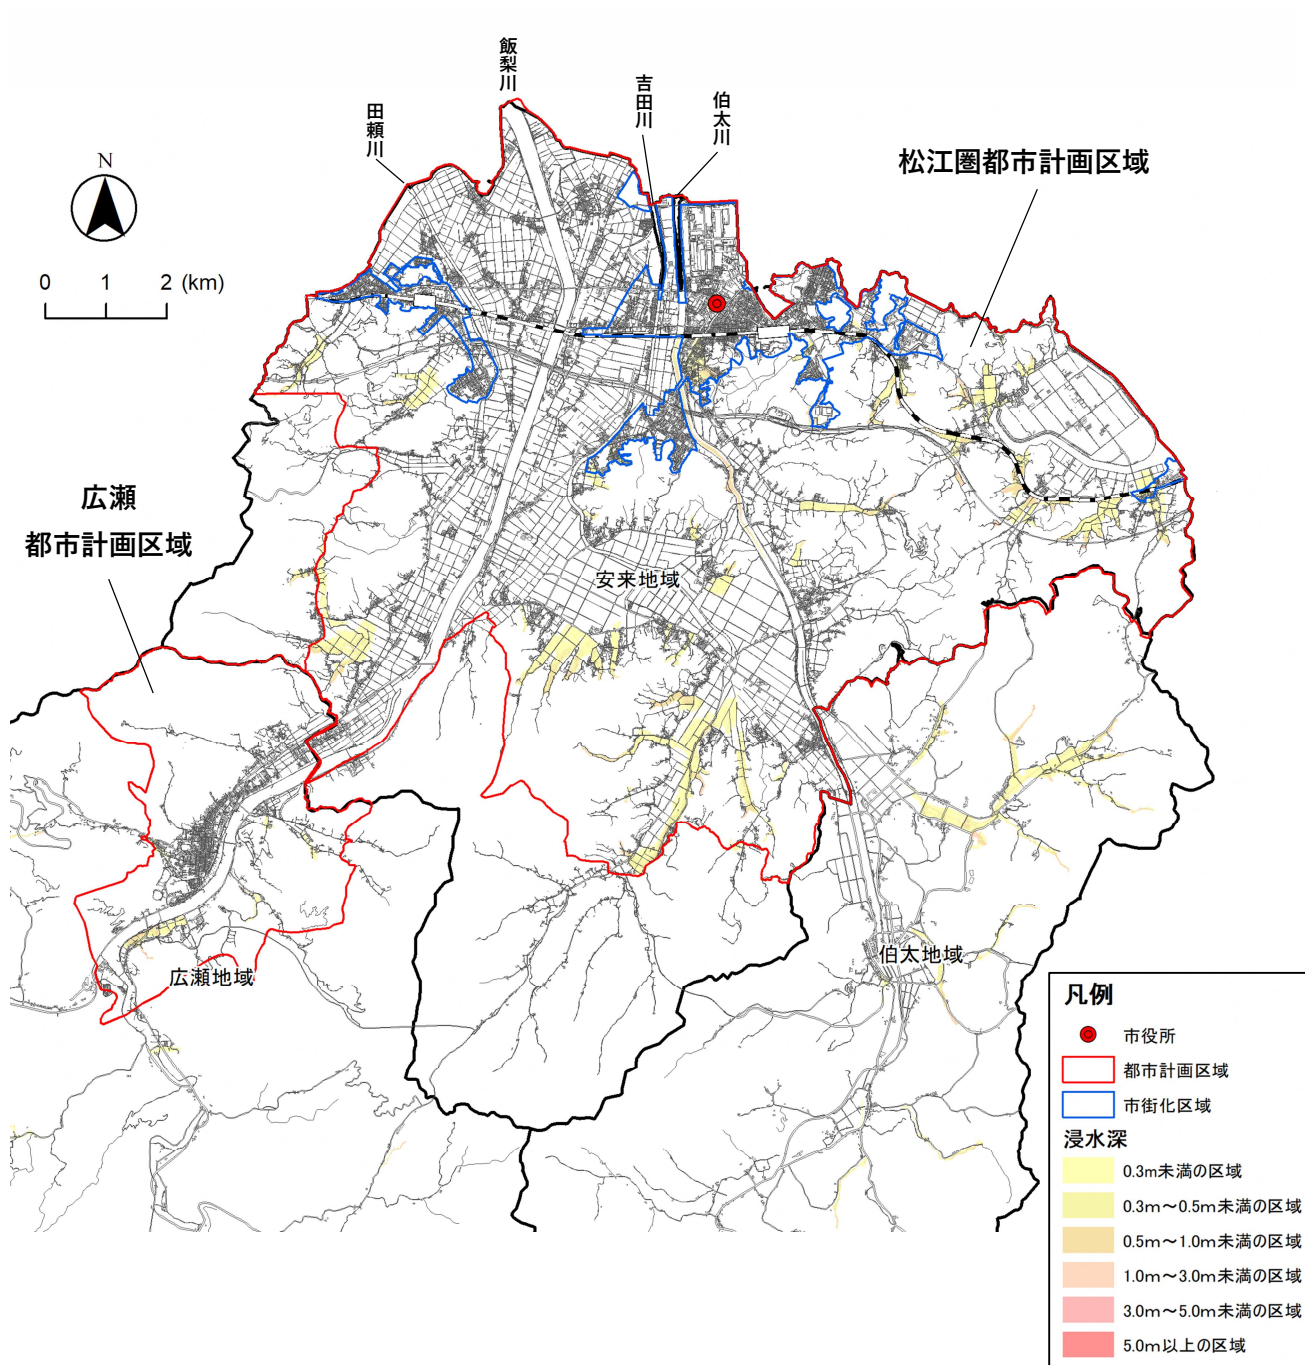 飯梨川
吉田川
伯太川
田頼川
松江圏都市計画区域
N
0 1 2 (km)
広瀬
都市計画区域
安来地域
広瀬地域
伯太地域
凡例
市役所
都市計画区域
市街化区域
浸水深
0.3m未満の区域
0.3m～0.5m未満の区域
0.5m～1.0m未満の区域
1.0m～3.0m未満の区域
3.0m～5.0m未満の区域
5.0m以上の区域